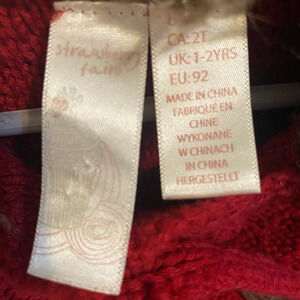 strawberry
faire
CA: 2T
UK: 1-2YRS
EU: 92
MADE IN CHINA
FABRIQUÉ EN
CHINE
WYKONANE
W CHINACH
IN CHINA
HERGESTELLT